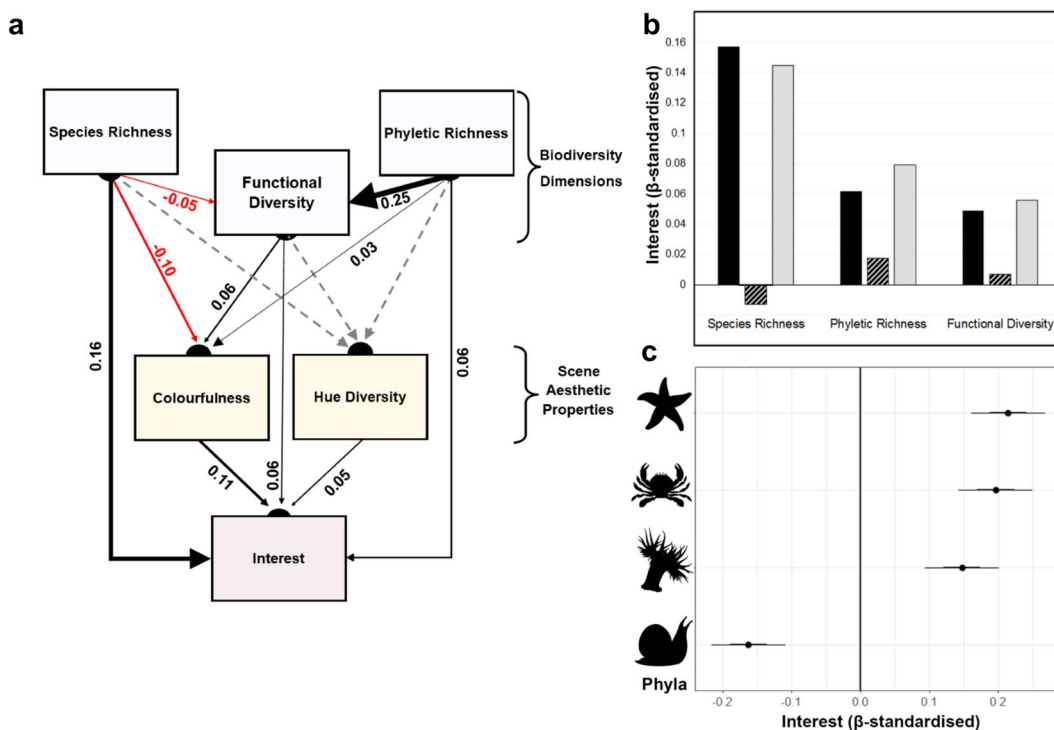 a
Species Richness
Phyletic Richness
Functional
Diversity
Biodiversity
Dimensions
-0.05
0.25
-0.10
0.03
0.06
0.16
0.06
Colourfulness
Hue Diversity
Scene
Aesthetic
Properties
0.11
0.06
0.05
Interest
b
Interest (β-standardised)
0.16
0.14
0.12
0.1
0.08
0.06
0.04
0.02
0
Species Richness
Phyletic Richness
Functional Diversity
c
Phyla
-0.2
-0.1
0.0
0.1
0.2
Interest (β-standardised)